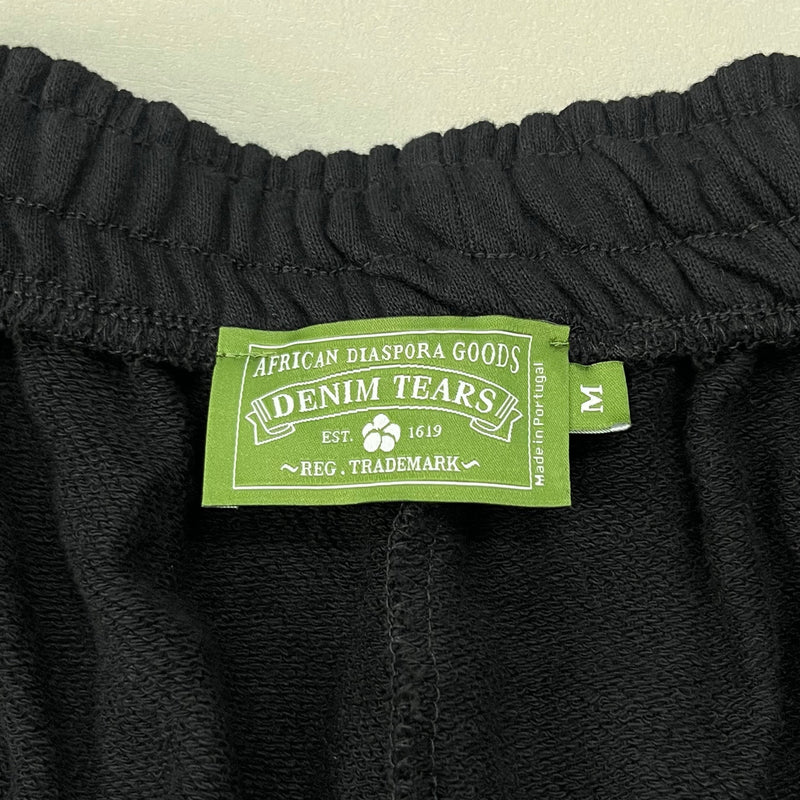 AFRICAN DIASPORA GOODS
DENIM TEARS
EST. 1619
~REG. TRADEMARK~
Made in Portugal
M